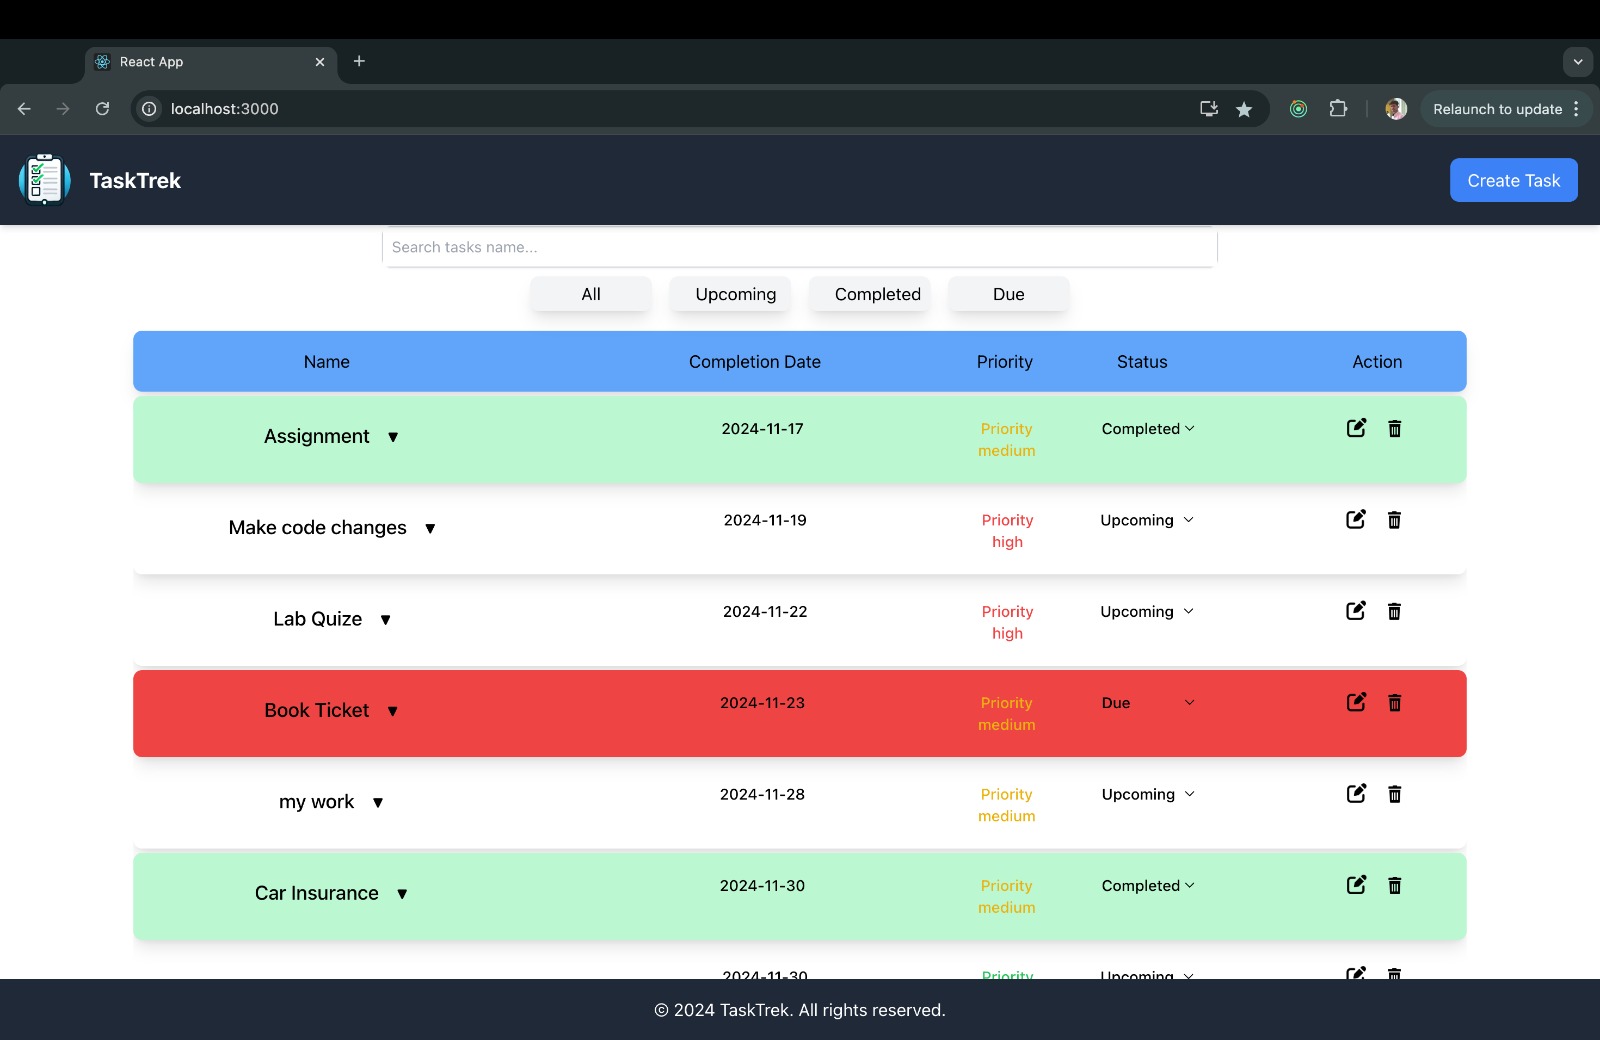 React App
localhost:3000
Relaunch to update
TaskTrek
Create Task
Search tasks name...
All Upcoming Completed Due
Name Completion Date Priority Status Action
Assignment ▼ 2024-11-17 Priority medium Completed
Make code changes ▼ 2024-11-19 Priority high Upcoming
Lab Quize ▼ 2024-11-22 Priority high Upcoming
Book Ticket ▼ 2024-11-23 Priority medium Due
my work ▼ 2024-11-28 Priority medium Upcoming
Car Insurance ▼ 2024-11-30 Priority medium Completed
2024-11-30 Priority Upcoming
© 2024 TaskTrek. All rights reserved.